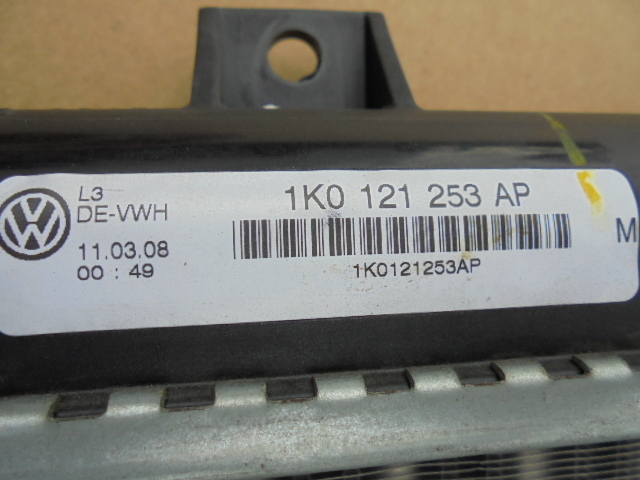 L3
DE-VWH
11.03.08
00 : 49
1K0 121 253 AP
1K0121253AP
M